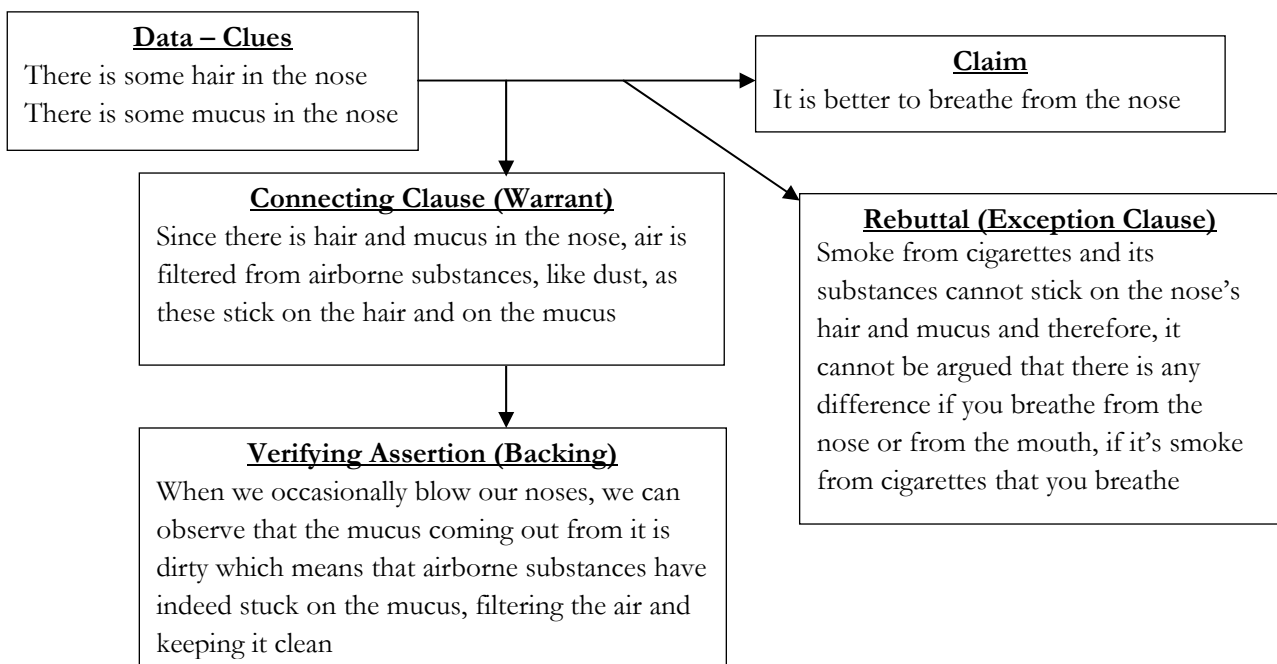 Data – Clues
There is some hair in the nose
There is some mucus in the nose
Claim
It is better to breathe from the nose
Connecting Clause (Warrant)
Since there is hair and mucus in the nose, air is
filtered from airborne substances, like dust, as
these stick on the hair and on the mucus
Rebuttal (Exception Clause)
Smoke from cigarettes and its
substances cannot stick on the nose’s
hair and mucus and therefore, it
cannot be argued that there is any
difference if you breathe from the
nose or from the mouth, if it’s smoke
from cigarettes that you breathe
Verifying Assertion (Backing)
When we occasionally blow our noses, we can
observe that the mucus coming out from it is
dirty which means that airborne substances have
indeed stuck on the mucus, filtering the air and
keeping it clean